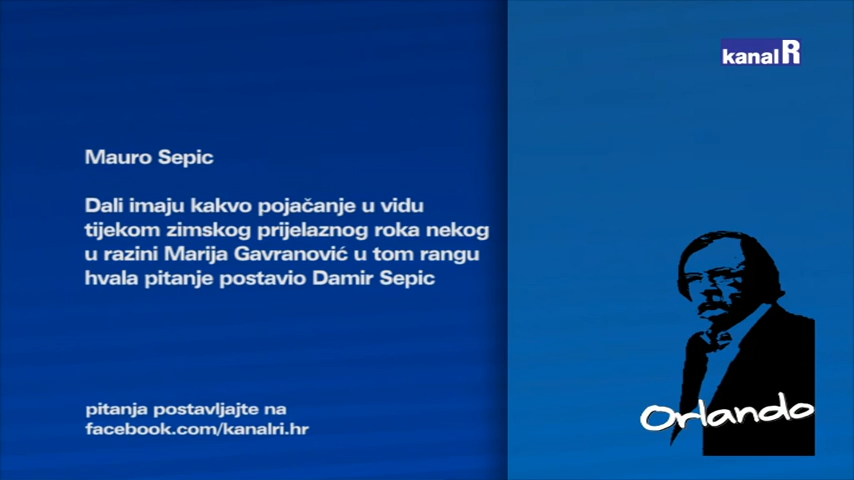 kanalR
Mauro Sepic
Dali imaju kakvo pojačanje u vidu
tijekom zimskog prijelaznog roka nekog
u razini Marija Gavranović u tom rangu
hvala pitanje postavio Damir Sepic
pitanja postavljajte na
facebook.com/kanalri.hr
Orlando